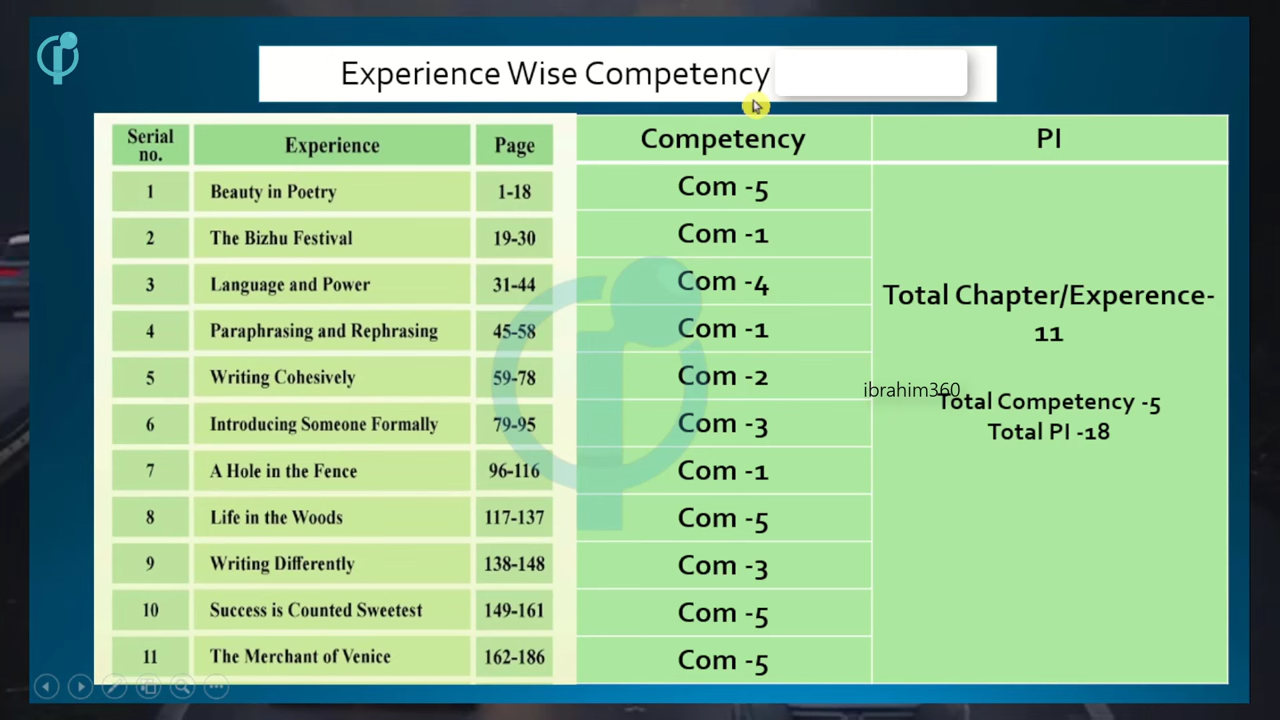 Experience Wise Competency
Serial no. Experience Page Competency PI
1 Beauty in Poetry 1-18 Com -5
2 The Bizhu Festival 19-30 Com -1
3 Language and Power 31-44 Com -4
4 Paraphrasing and Rephrasing 45-58 Com -1
5 Writing Cohesively 59-78 Com -2
6 Introducing Someone Formally 79-95 Com -3
7 A Hole in the Fence 96-116 Com -1
8 Life in the Woods 117-137 Com -5
9 Writing Differently 138-148 Com -3
10 Success is Counted Sweetest 149-161 Com -5
11 The Merchant of Venice 162-186 Com -5
Total Chapter/Experence-
11
ibrahim360
Total Competency -5
Total PI -18